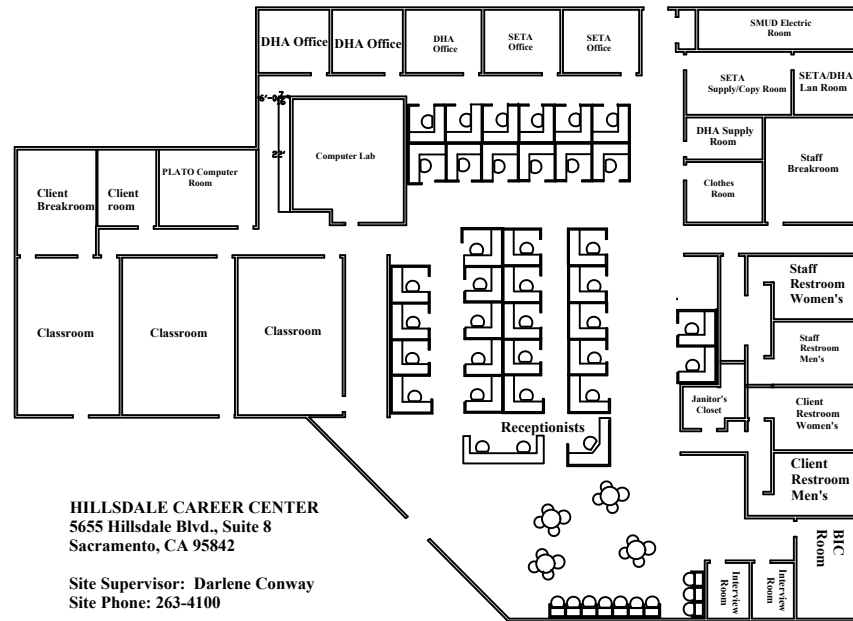 DHA Office
DHA Office
DHA
Office
SETA
Office
SETA
Office
SMUD Electric
Room
SETA
Supply/Copy Room
SETA/DHA
Lan Room
DHA Supply
Room
Staff
Breakroom
Clothes
Room
22'
Computer Lab
PLATO Computer
Room
Client
Breakroom
Client
room
Classroom
Classroom
Classroom
Staff
Restroom
Women's
Staff
Restroom
Men's
Janitor's
Closet
Client
Restroom
Women's
Client
Restroom
Men's
Receptionists
BIC
Room
Interview
Room
Interview
Room
HILLSDALE CAREER CENTER
5655 Hillsdale Blvd., Suite 8
Sacramento, CA 95842
Site Supervisor: Darlene Conway
Site Phone: 263-4100